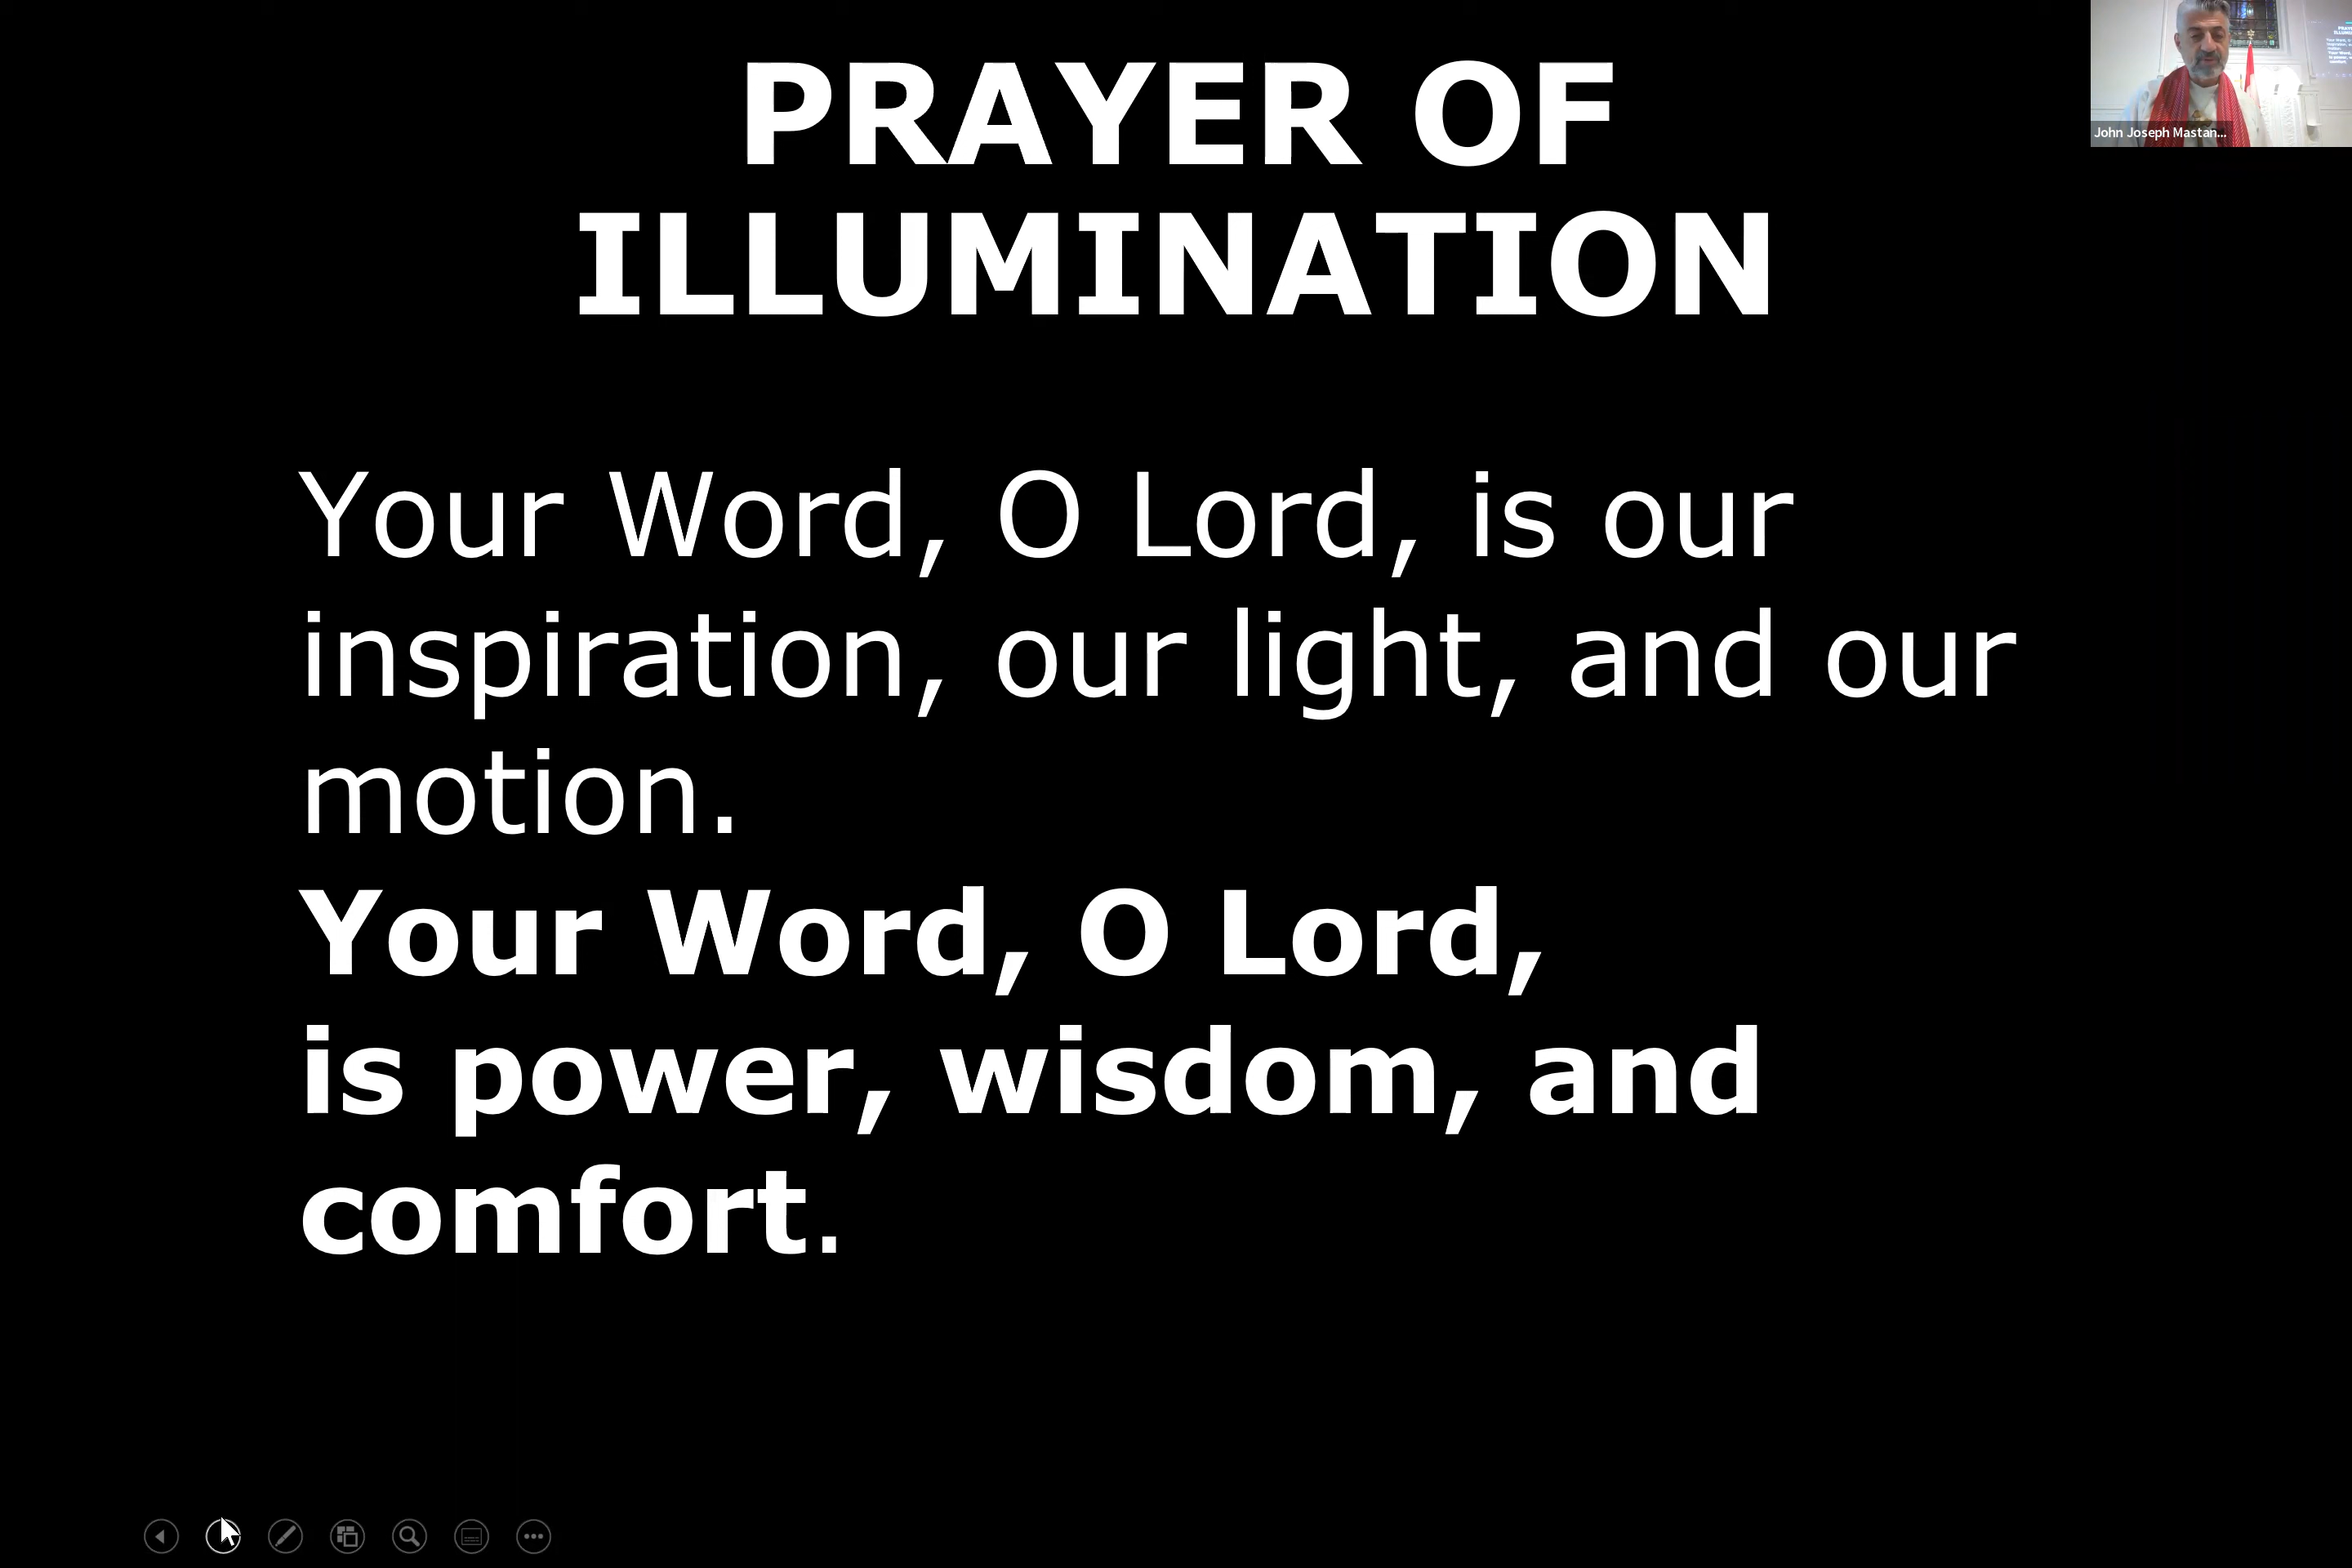 PRAYER OF
ILLUMINATION
Your Word, O Lord, is our
inspiration, our light, and our
motion.
Your Word, O Lord,
is power, wisdom, and
comfort.
John Joseph Mastan...